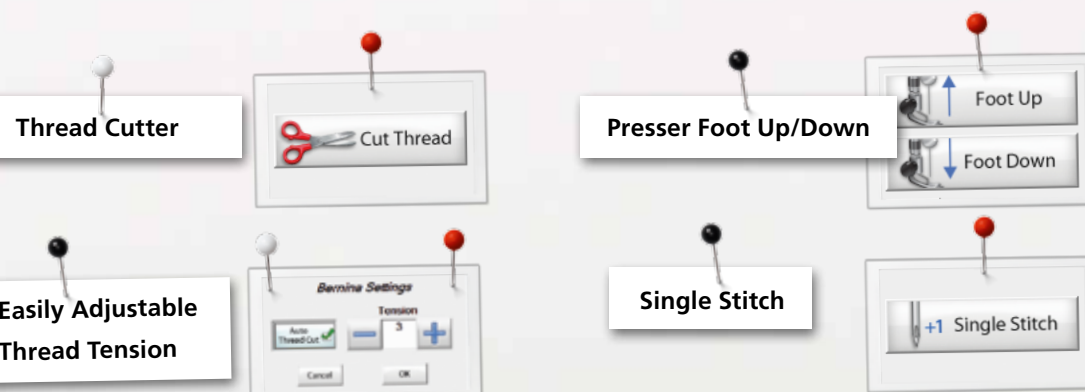 Thread Cutter
Cut Thread
Presser Foot Up/Down
Foot Up
Foot Down
Easily Adjustable
Thread Tension
Bernina Settings
Tension
Auto
Thread Cut
3
Cancel
OK
Single Stitch
+1 Single Stitch